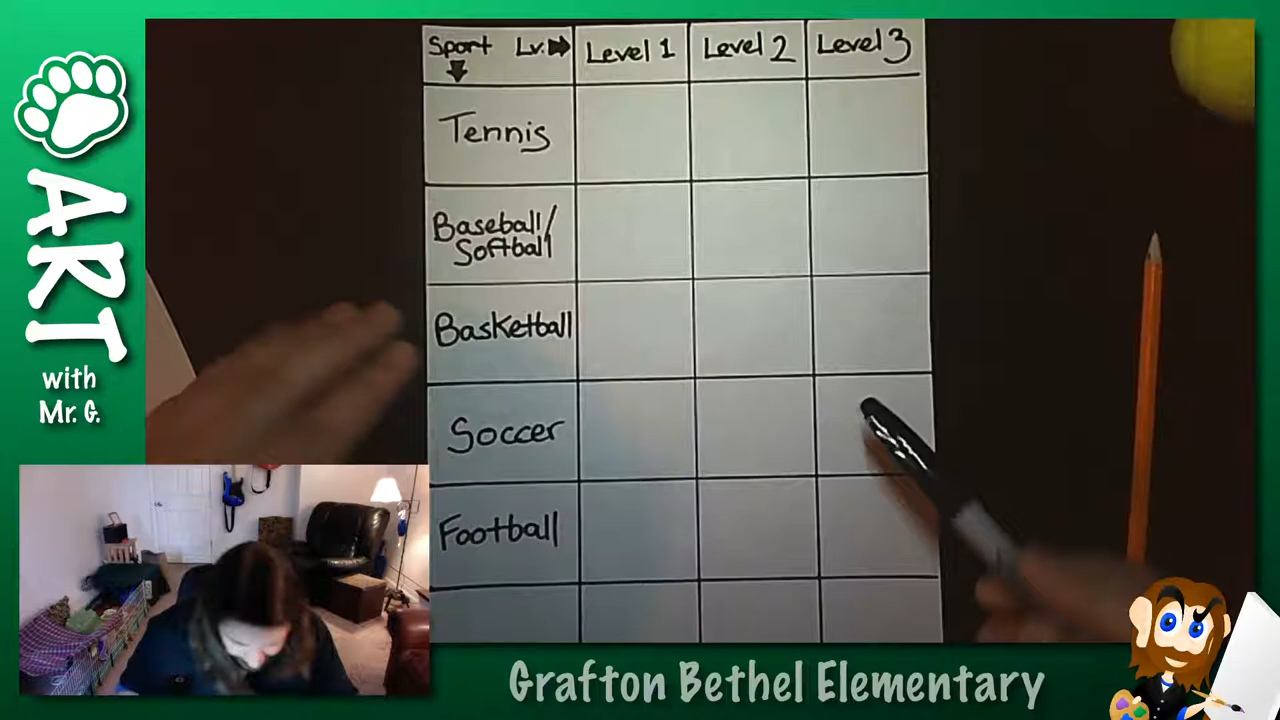 ART
with
Mr. G.
Sport Lv. Level 1 Level 2 Level 3
Tennis
Baseball/
Softball
Basketball
Soccer
Football
Grafton Bethel Elementary